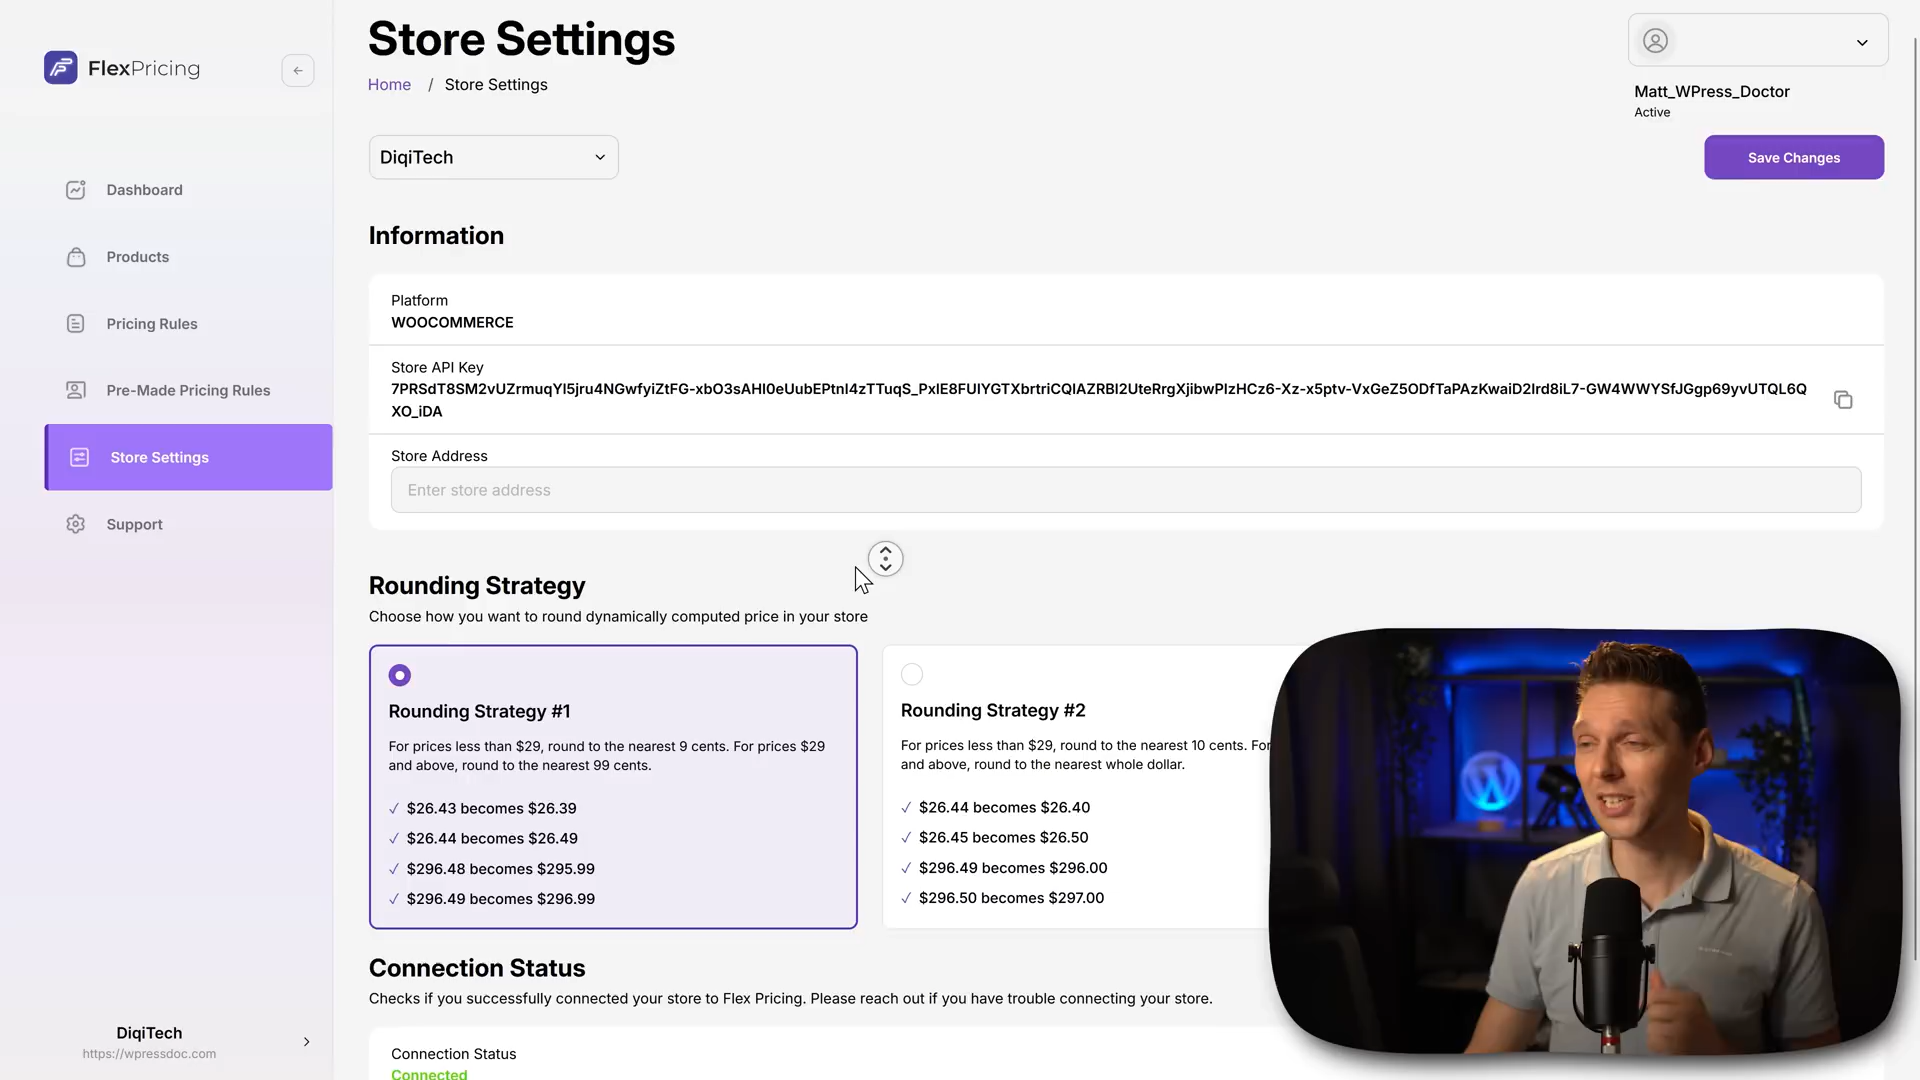 Store Settings
Home / Store Settings
FlexPricing
Matt_WPress_Doctor
Active
DiqiTech
Save Changes
Dashboard
Products
Pricing Rules
Pre-Made Pricing Rules
Store Settings
Support
DiqiTech
https://wpressdoc.com
Information
Platform
WOOCOMMERCE
Store API Key
7PRSdT8SM2vUZrmuqYI5jru4NGwfyiZtFG-xbO3sAHI0eUubEPtnI4zTTuqS_PxIE8FUIYGTXbrtriCQIAZRBI2UteRrgXjibwPIzHCz6-Xz-x5ptv-VxGeZ5ODfTaPAzKwaiD2Ird8iL7-GW4WWYSfJGgp69yvUTQL6Q
XO_iDA
Store Address
Enter store address
Rounding Strategy
Choose how you want to round dynamically computed price in your store
Rounding Strategy #1
For prices less than $29, round to the nearest 9 cents. For prices $29
and above, round to the nearest 99 cents.
✓ $26.43 becomes $26.39
✓ $26.44 becomes $26.49
✓ $296.48 becomes $295.99
✓ $296.49 becomes $296.99
Rounding Strategy #2
For prices less than $29, round to the nearest 10 cents. For
and above, round to the nearest whole dollar.
✓ $26.44 becomes $26.40
✓ $26.45 becomes $26.50
✓ $296.49 becomes $296.00
✓ $296.50 becomes $297.00
Connection Status
Checks if you successfully connected your store to Flex Pricing. Please reach out if you have trouble connecting your store.
Connection Status
Connected